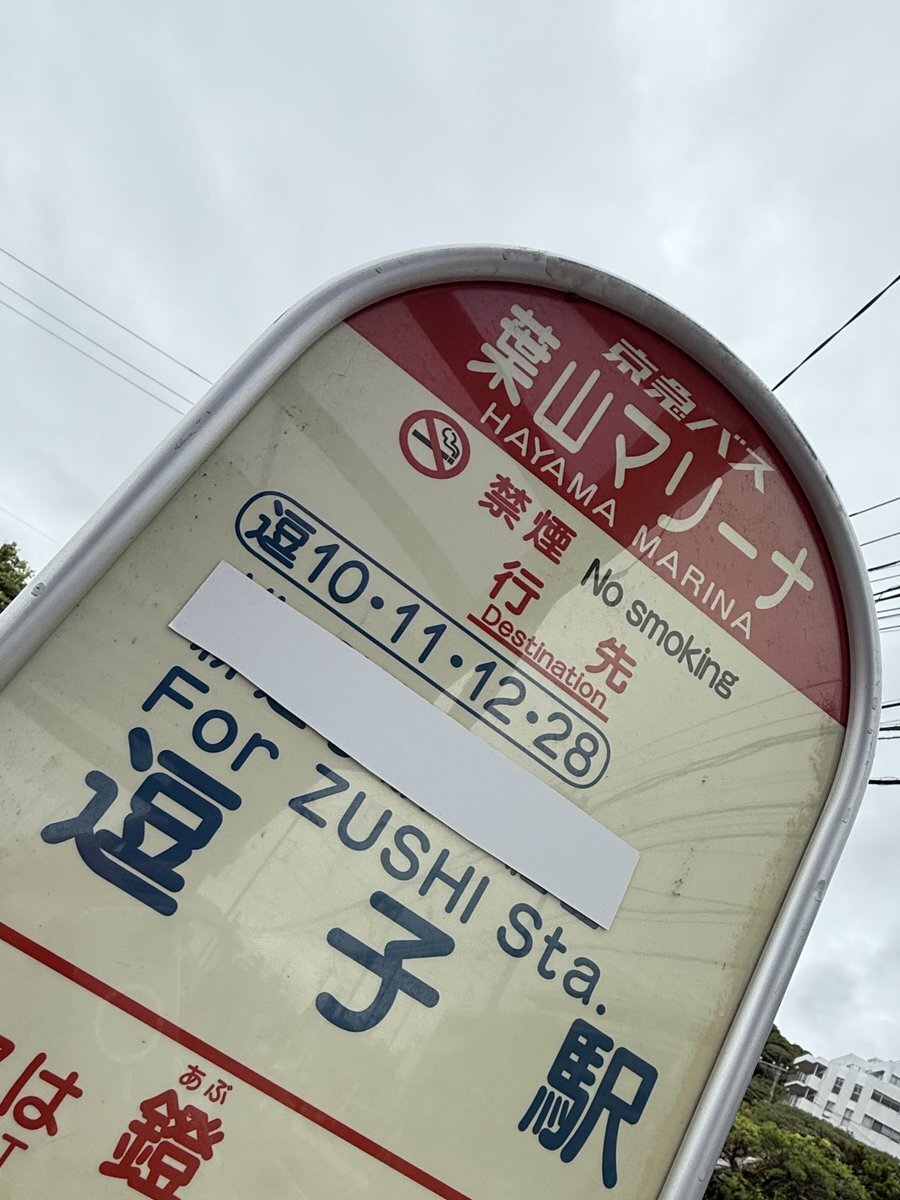 京急バス
葉山マリーナ
HAYAMA MARINA
禁煙 No smoking
行先
Destination
逗10・11・12・28
For ZUSHI Sta.
逗子駅
は
あぶ
鐙